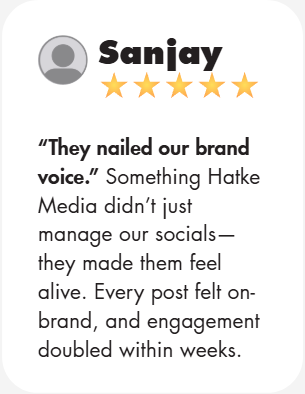 Sanjay
“They nailed our brand
voice.” Something Hatke
Media didn’t just
manage our socials—
they made them feel
alive. Every post felt on-
brand, and engagement
doubled within weeks.